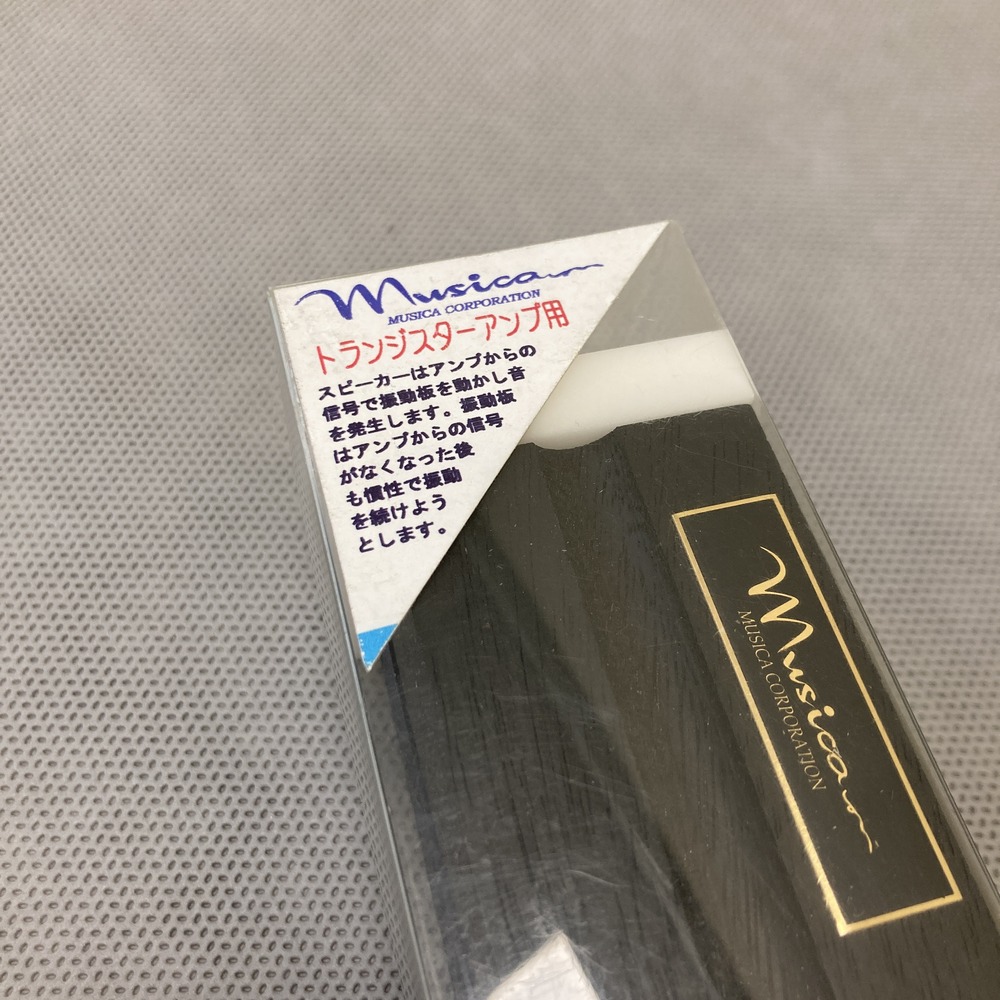 Musica
MUSICA CORPORATION
トランジスターアンプ用
スピーカーはアンプからの
信号で振動板を動かし音
を発生します。振動板
はアンプからの信号
がなくなった後
も慣性で振動
を続けよう
とします。
Musica
MUSICA CORPORATION